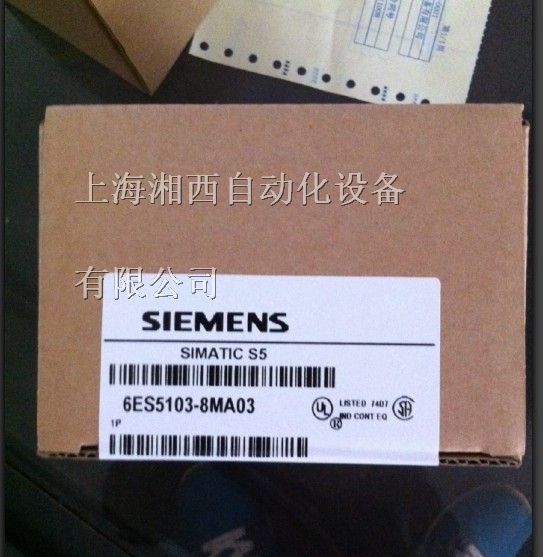 上海湘西自动化设备
有限公司
SIEMENS
SIMATIC S5
6ES5103-8MA03
1P
UL
LISTED 74D7
IND CONT EQ